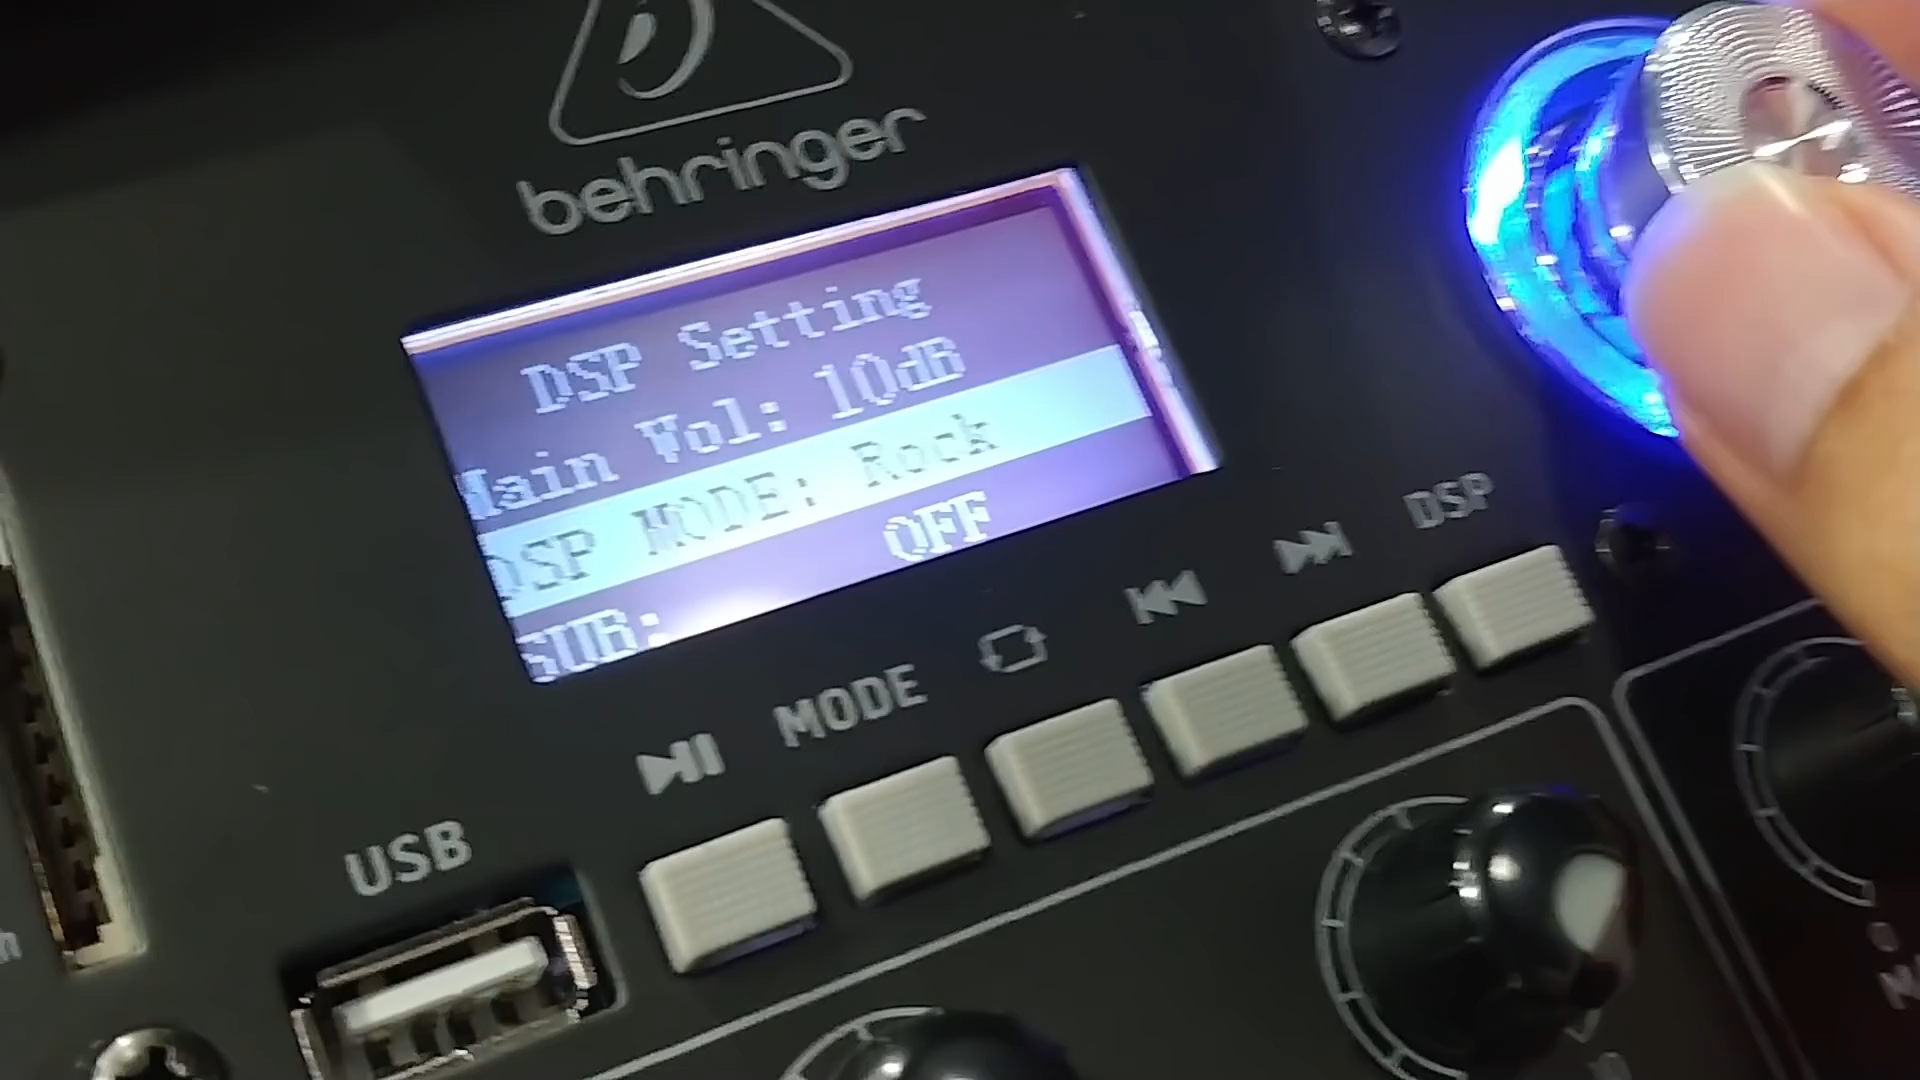 behringer
DSP Setting
Main Vol: 10dB
DSP MODE: Rock
SUB: OFF
MODE
DSP
USB